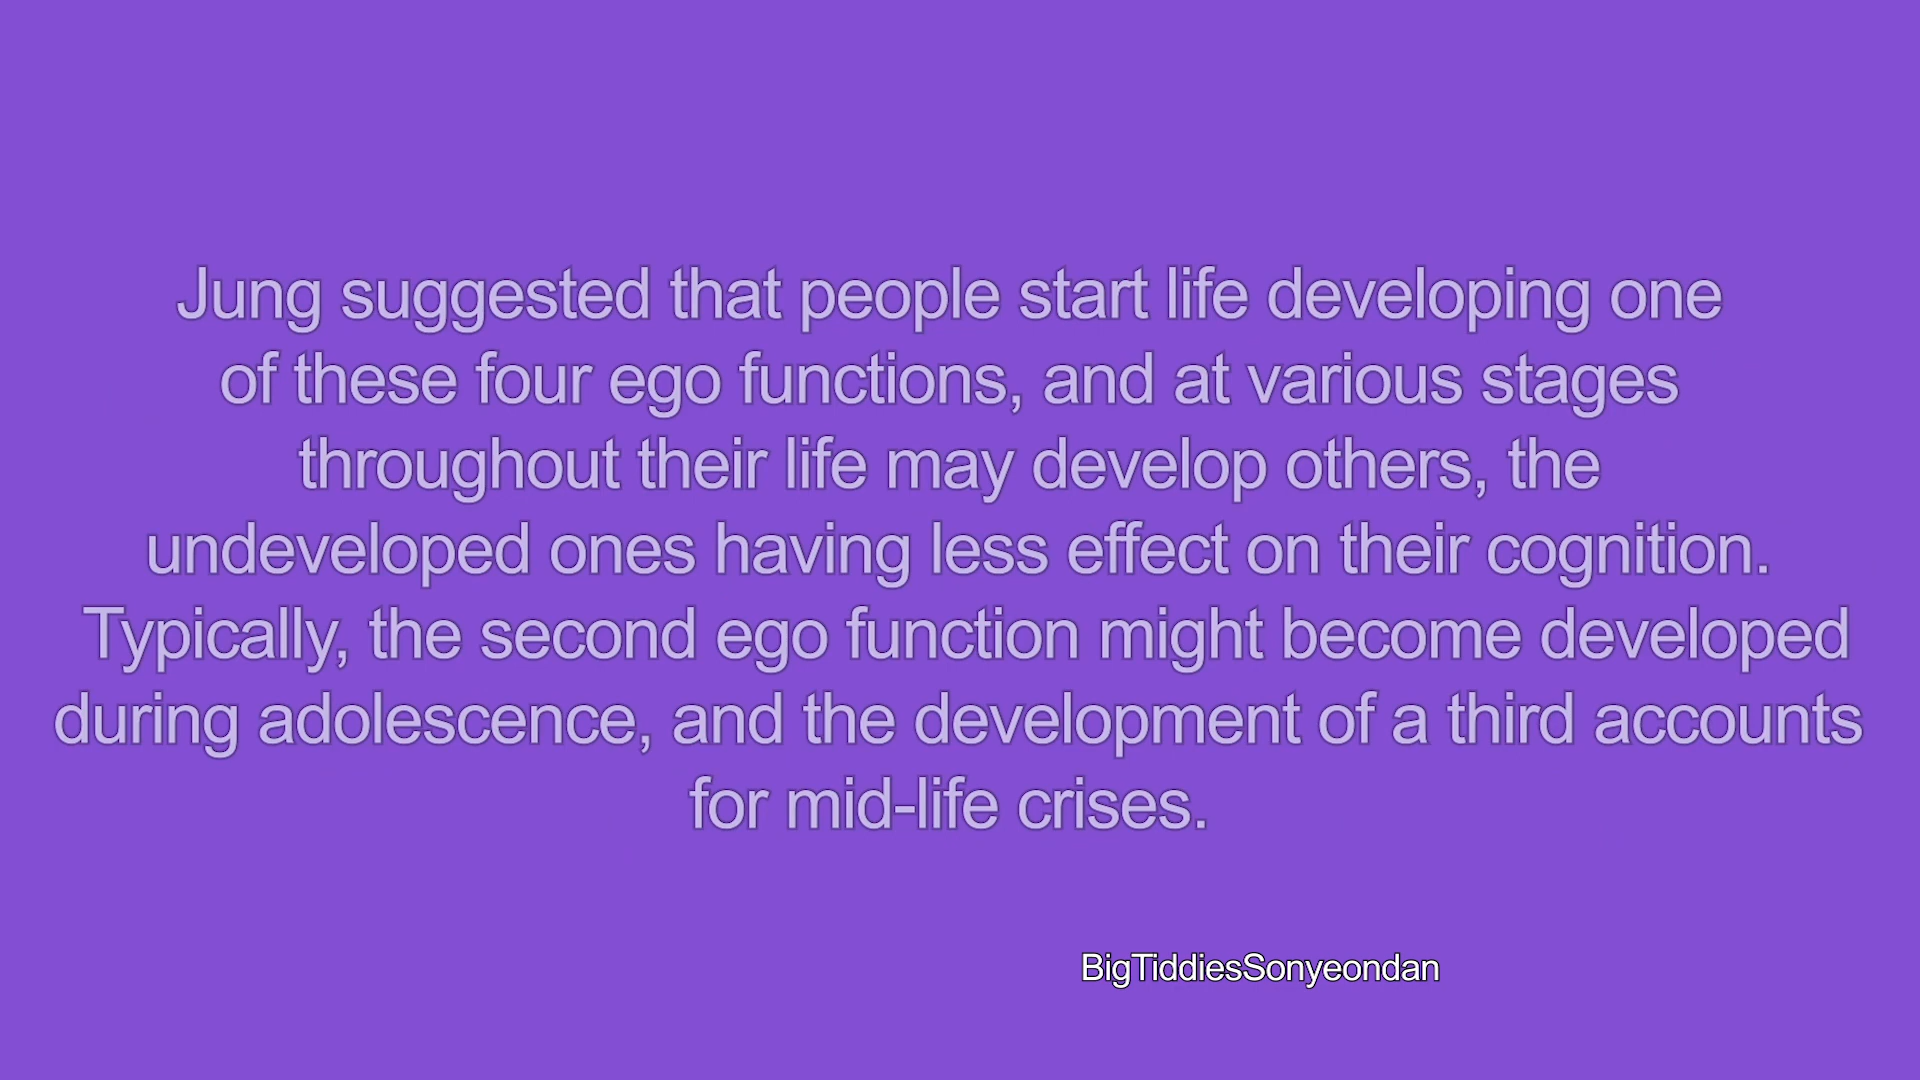 Jung suggested that people start life developing one
of these four ego functions, and at various stages
throughout their life may develop others, the
undeveloped ones having less effect on their cognition.
Typically, the second ego function might become developed
during adolescence, and the development of a third accounts
for mid-life crises.
BigTiddiesSonyeondan